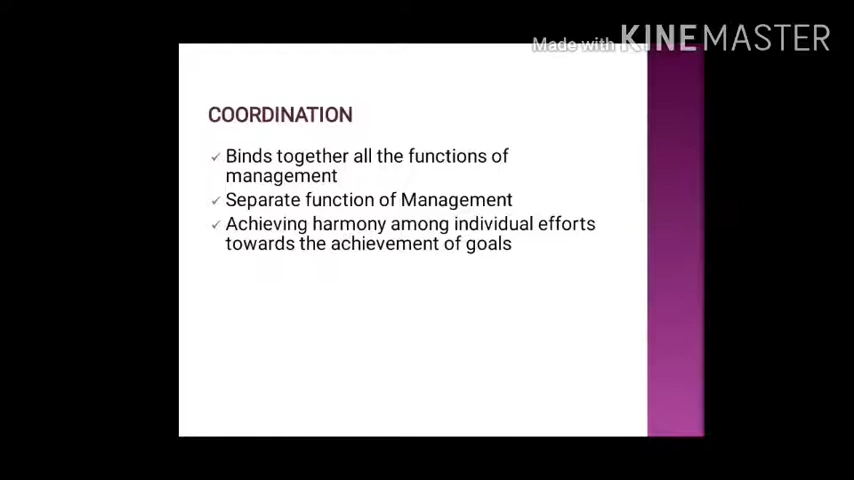 Made with KINEMASTER
COORDINATION
✓ Binds together all the functions of
management
✓ Separate function of Management
✓ Achieving harmony among individual efforts
towards the achievement of goals